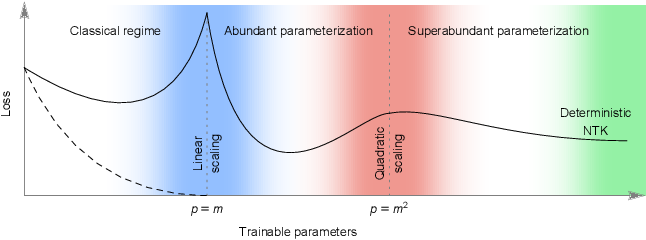 Classical regime
Abundant parameterization
Superabundant parameterization
Loss
Linear
scaling
Quadratic
scaling
Deterministic
NTK
p = m
p = m²
Trainable parameters